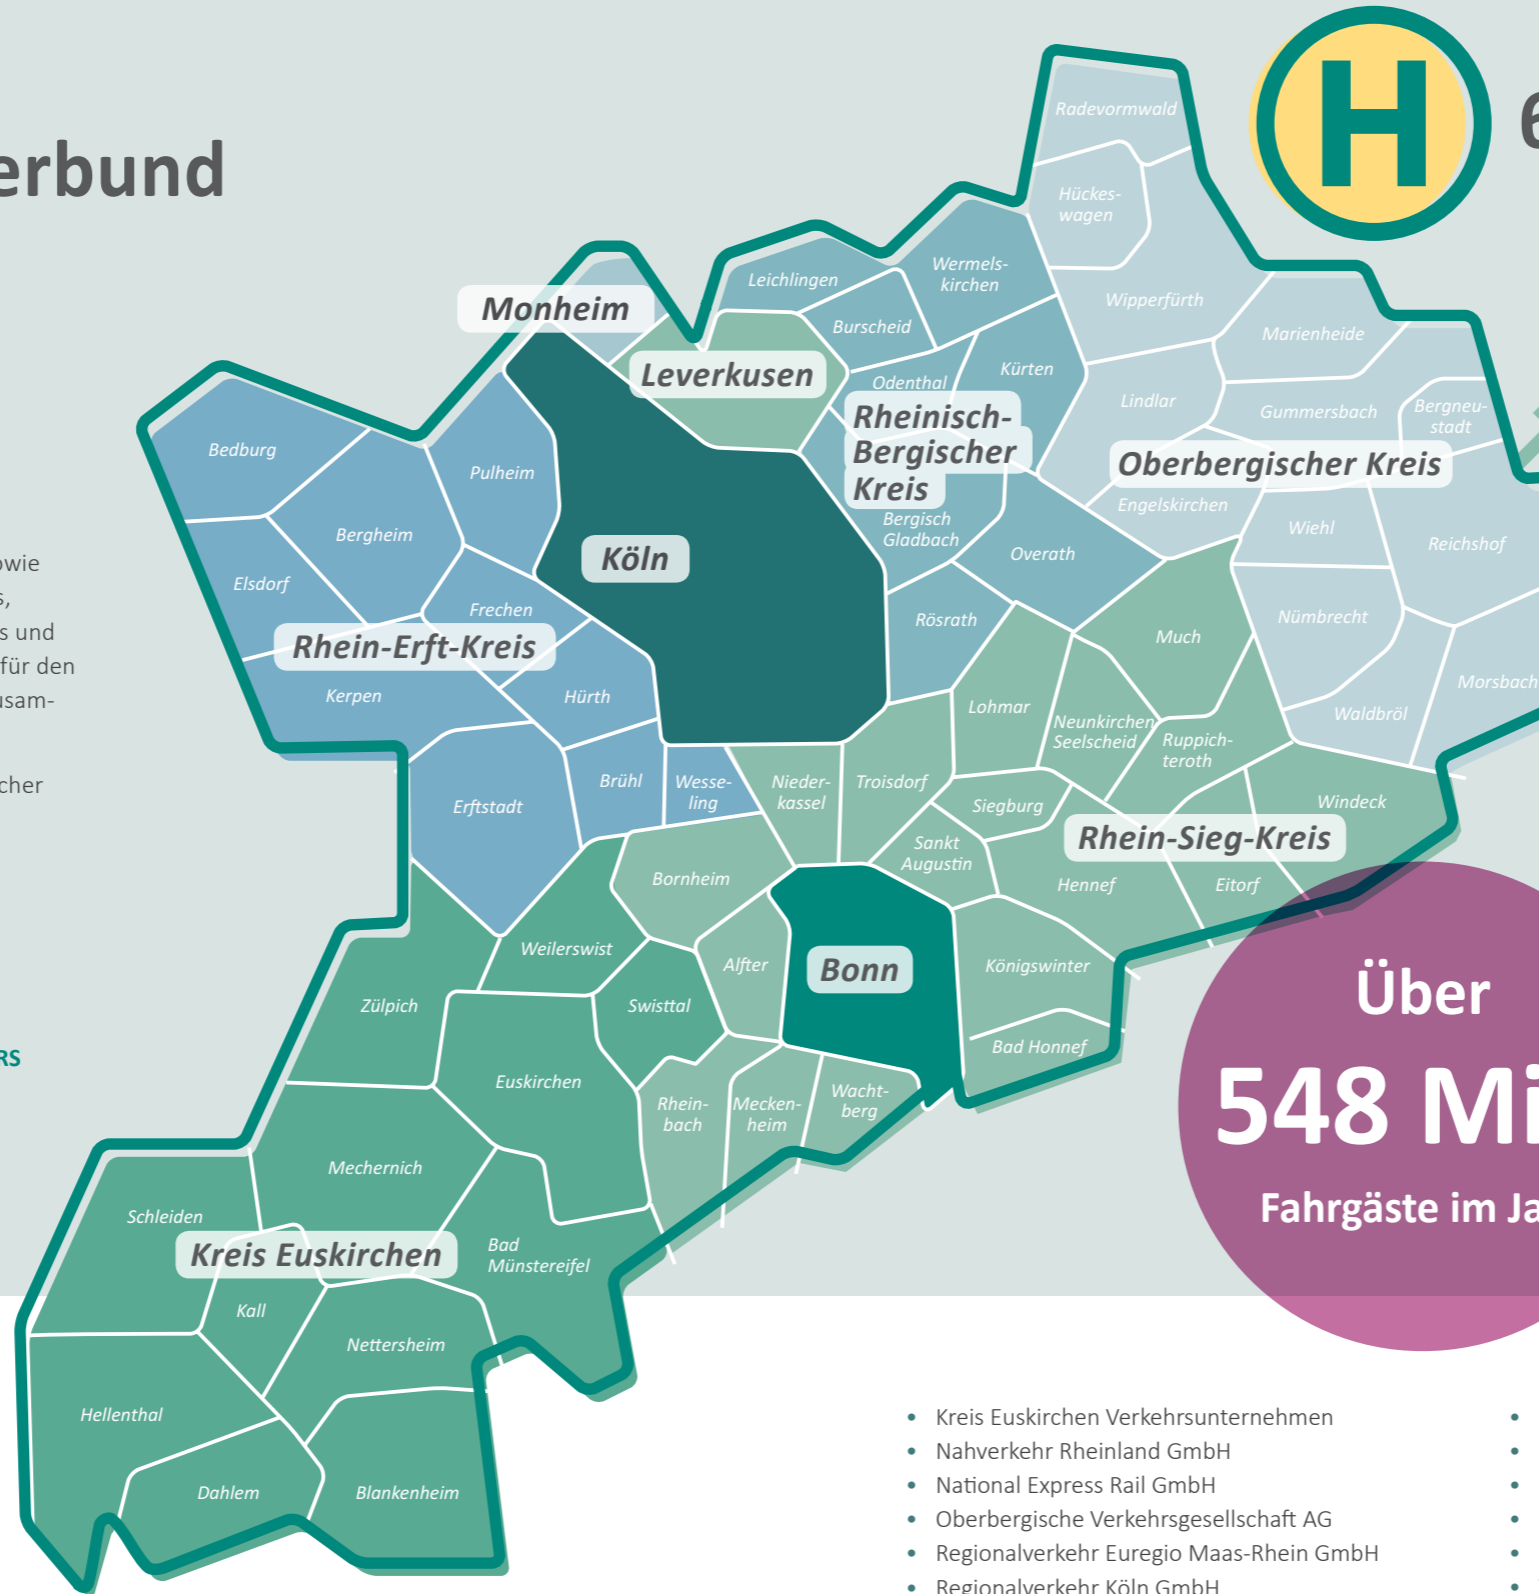 erbund
H
6
Radevormwald
Hückes-
wagen
Wermels-
kirchen
Leichlingen
Monheim
Wipperfürth
Burscheid
Marienheide
Leverkusen
Kürten
Odenthal
Lindlar
Gummersbach
Bergneu-
stadt
Rheinisch-
Bergischer
Kreis
Oberbergischer Kreis
Bedburg
Pulheim
Engelskirchen
Bergisch
Gladbach
Wiehl
Reichshof
Bergheim
Köln
Overath
owie
s,
s und
für den
usam-
Elsdorf
Frechen
Rösrath
Nümbrecht
Much
Rhein-Erft-Kreis
Kerpen
Hürth
Lohmar
Neunkirchen
Seelscheid
Ruppich-
teroth
Waldbröl
Morsbach
cher
Brühl
Wesse-
ling
Nieder-
kassel
Troisdorf
Erftstadt
Siegburg
Windeck
Rhein-Sieg-Kreis
Sankt
Augustin
Bornheim
Hennef
Eitorf
Weilerswist
Alfter
Bonn
Königswinter
Zülpich
Swisttal
Bad Honnef
RS
Euskirchen
Rhein-
bach
Mecken-
heim
Wacht-
berg
Über
548 Mi
Fahrgäste im Ja
Mechernich
Schleiden
Kreis Euskirchen
Bad
Münstereifel
Kall
Nettersheim
Hellenthal
Dahlem
Blankenheim
• Kreis Euskirchen Verkehrsunternehmen
• Nahverkehr Rheinland GmbH
• National Express Rail GmbH
• Oberbergische Verkehrsgesellschaft AG
• Regionalverkehr Euregio Maas-Rhein GmbH
• Regionalverkehr Köln GmbH